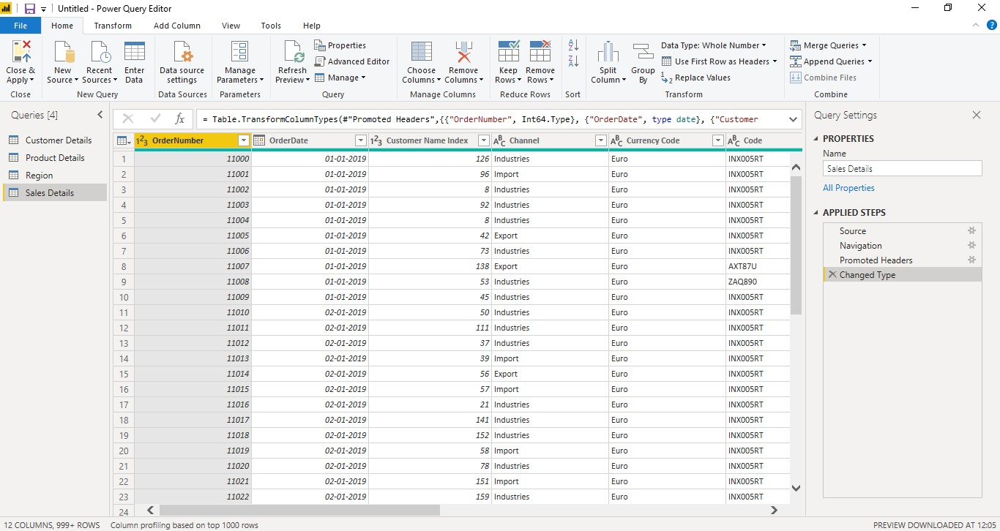 Untitled - Power Query Editor
File Home Transform Add Column View Tools Help
Close & Apply New Source Recent Sources Enter Data Data source settings Manage Parameters Refresh Preview Properties Advanced Editor Manage Choose Columns Remove Columns Keep Rows Remove Rows Split Column Group By Data Type: Whole Number Use First Row as Headers Replace Values Merge Queries Append Queries Combine Files
Close New Query Data Sources Parameters Query Manage Columns Reduce Rows Sort Transform Combine
Queries [4] = Table.TransformColumnTypes(#"Promoted Headers",{{"OrderNumber", Int64.Type}, {"OrderDate", type date}, {"Customer
Customer Details
Product Details
Region
Sales Details
OrderNumber OrderDate Customer Name Index Channel Currency Code Code
1 11000 01-01-2019 126 Industries Euro INX005RT
2 11001 01-01-2019 96 Import Euro INX005RT
3 11002 01-01-2019 8 Industries Euro INX005RT
4 11003 01-01-2019 92 Industries Euro INX005RT
5 11004 01-01-2019 8 Industries Euro INX005RT
6 11005 01-01-2019 42 Export Euro INX005RT
7 11006 01-01-2019 73 Industries Euro INX005RT
8 11007 01-01-2019 138 Export Euro AXT87U
9 11008 01-01-2019 53 Industries Euro ZAQ890
10 11009 01-01-2019 45 Industries Euro INX005RT
11 11010 02-01-2019 50 Industries Euro INX005RT
12 11011 02-01-2019 111 Industries Euro INX005RT
13 11012 02-01-2019 37 Industries Euro INX005RT
14 11013 02-01-2019 39 Import Euro INX005RT
15 11014 02-01-2019 56 Export Euro INX005RT
16 11015 02-01-2019 57 Import Euro INX005RT
17 11016 02-01-2019 21 Industries Euro INX005RT
18 11017 02-01-2019 141 Industries Euro INX005RT
19 11018 02-01-2019 152 Industries Euro INX005RT
20 11019 02-01-2019 58 Import Euro INX005RT
21 11020 02-01-2019 78 Industries Euro INX005RT
22 11021 02-01-2019 151 Import Euro INX005RT
23 11022 02-01-2019 159 Industries Euro INX005RT
24
Query Settings
PROPERTIES
Name
Sales Details
All Properties
APPLIED STEPS
Source
Navigation
Promoted Headers
Changed Type
12 COLUMNS, 999+ ROWS Column profiling based on top 1000 rows PREVIEW DOWNLOADED AT 12:05